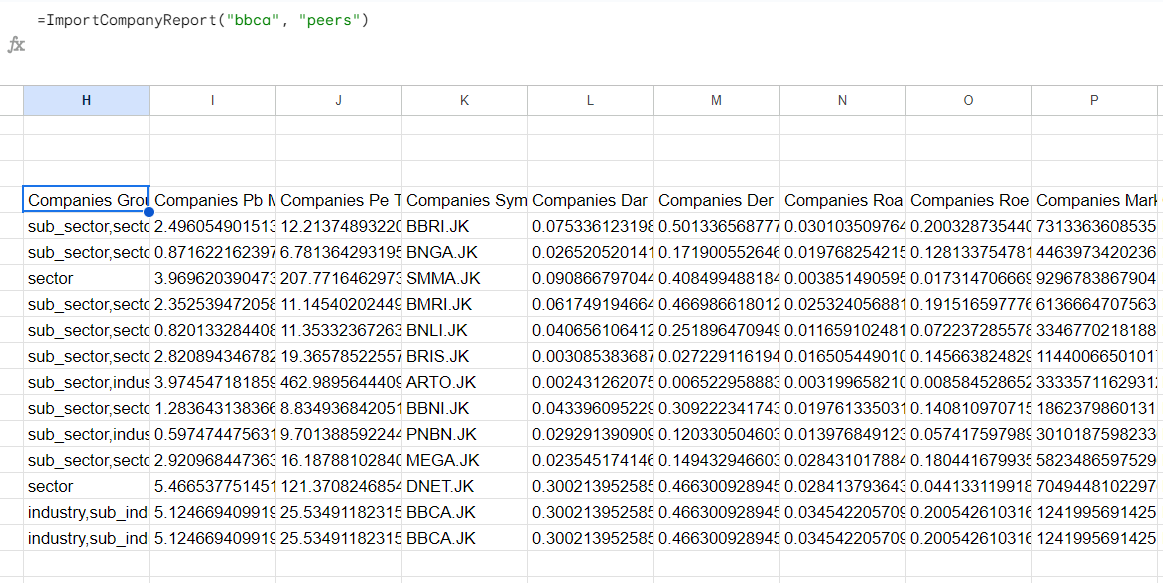 =ImportCompanyReport("bbca", "peers")
fx
H I J K L M N O P
Companies Grou Companies Pb M Companies Pe T Companies Sym Companies Dar Companies Der Companies Roa Companies Roe Companies Mark
sub_sector,secto 2.496054901513 12.21374893220 BBRI.JK 0.075336123198 0.501336568777 0.030103509764 0.200328735440 7313363608535
sub_sector,secto 0.871622162397 6.781364293195 BNGA.JK 0.026520520141 0.171900552646 0.019768254215 0.128133754781 4463973420236
sector 3.969620390473 207.7716462973 SMMA.JK 0.090866797044 0.408499488184 0.003851490595 0.017314706669 9296783867904
sub_sector,secto 2.352539472058 11.14540202449 BMRI.JK 0.061749194664 0.466986618012 0.025324056881 0.191516597776 6136664707563
sub_sector,secto 0.820133284408 11.35332367263 BNLI.JK 0.040656106412 0.251896470949 0.011659102481 0.072237285578 3346770218188
sub_sector,secto 2.820894346782 19.36578522557 BRIS.JK 0.003085383687 0.027229116194 0.016505449010 0.145663824829 1144006650101
sub_sector,indus 3.974547181859 462.9895644409 ARTO.JK 0.002431262075 0.006522958883 0.003199658210 0.008584528652 3333571162931
sub_sector,secto 1.283643138366 8.834936842051 BBNI.JK 0.043396095229 0.309222341743 0.019761335031 0.140810970715 1862379860131
sub_sector,indus 0.597474475631 9.701388592244 PNBN.JK 0.029291390909 0.120330504603 0.013976849123 0.057417597989 3010187598233
sub_sector,secto 2.920968447363 16.18788102840 MEGA.JK 0.023545174146 0.149432946603 0.028431017884 0.180441679935 5823486597529
sector 5.466537751451 121.3708246854 DNET.JK 0.300213952585 0.466300928945 0.028413793643 0.044133119918 7049448102297
industry,sub_ind 5.124669409919 25.53491182315 BBCA.JK 0.300213952585 0.466300928945 0.034542205709 0.200542610316 1241995691425
industry,sub_ind 5.124669409919 25.53491182315 BBCA.JK 0.300213952585 0.466300928945 0.034542205709 0.200542610316 1241995691425